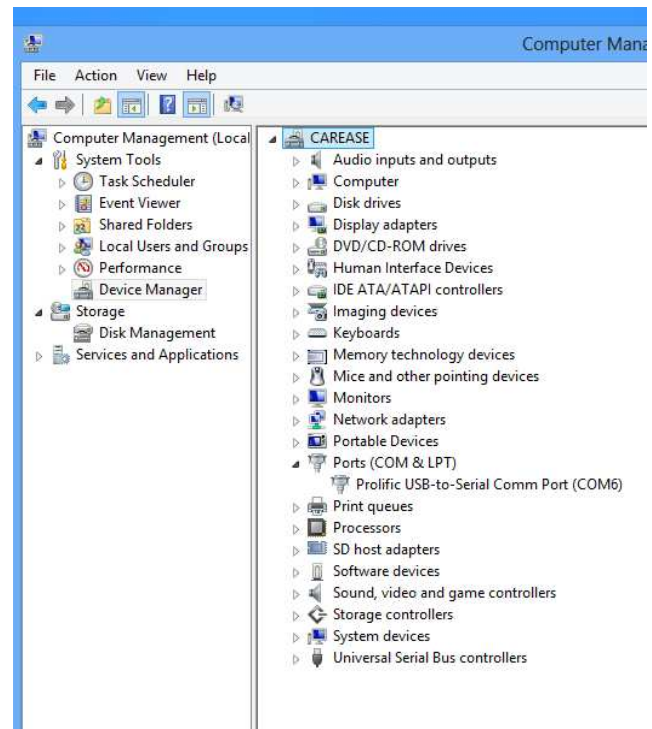 Computer Mana
File Action View Help
Computer Management (Local
System Tools
Task Scheduler
Event Viewer
Shared Folders
Local Users and Groups
Performance
Device Manager
Storage
Disk Management
Services and Applications
CAREASE
Audio inputs and outputs
Computer
Disk drives
Display adapters
DVD/CD-ROM drives
Human Interface Devices
IDE ATA/ATAPI controllers
Imaging devices
Keyboards
Memory technology devices
Mice and other pointing devices
Monitors
Network adapters
Portable Devices
Ports (COM & LPT)
Prolific USB-to-Serial Comm Port (COM6)
Print queues
Processors
SD host adapters
Software devices
Sound, video and game controllers
Storage controllers
System devices
Universal Serial Bus controllers